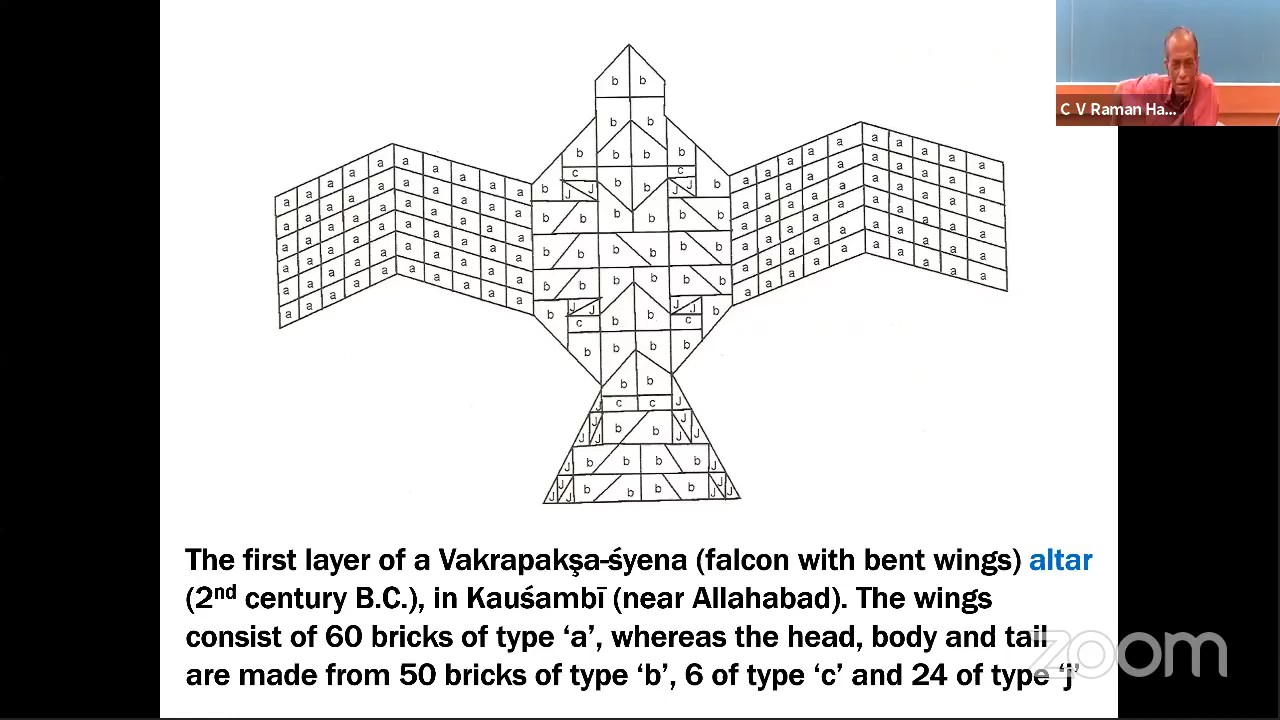 C V Raman Ha...
b b
b b
b b b b
c c
b J J b b J J b
b b b b b b
b b b b b b
b b b b b b
b J J b b J J b
c c
b b b b
b b
J c c J
J J J b b J J J
J b b b b J
J J J b b b b J J J
a a a a a a a a a a a a a a a a a a a a
a a a a a a a a a a a a a a a a a a a a
a a a a a a a a a a a a a a a a a a a a
a a a a a a a a a a a a a a a a a a a a
a a a a a a a a a a a a a a a a a a a a
a a a a a a a a a a a a a a a a a a a a
The first layer of a Vakrapakşa-śyena (falcon with bent wings) altar
(2nd century B.C.), in Kauśambī (near Allahabad). The wings
consist of 60 bricks of type ‘a’, whereas the head, body and tail
are made from 50 bricks of type ‘b’, 6 of type ‘c’ and 24 of type ‘j’
zoom